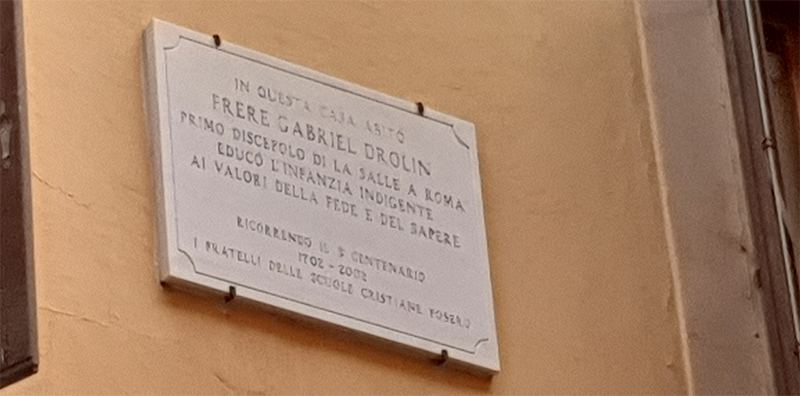 IN QUESTA CASA ABITÒ
FRERE GABRIEL DROLIN
PRIMO DISCEPOLO DI LA SALLE A ROMA
EDUCÒ L'INFANZIA INDIGENTE
AI VALORI DELLA FEDE E DEL SAPERE
RICORRENDO IL 3° CENTENARIO
1702 - 2002
I FRATELLI DELLE SCUOLE CRISTIANE POSERO